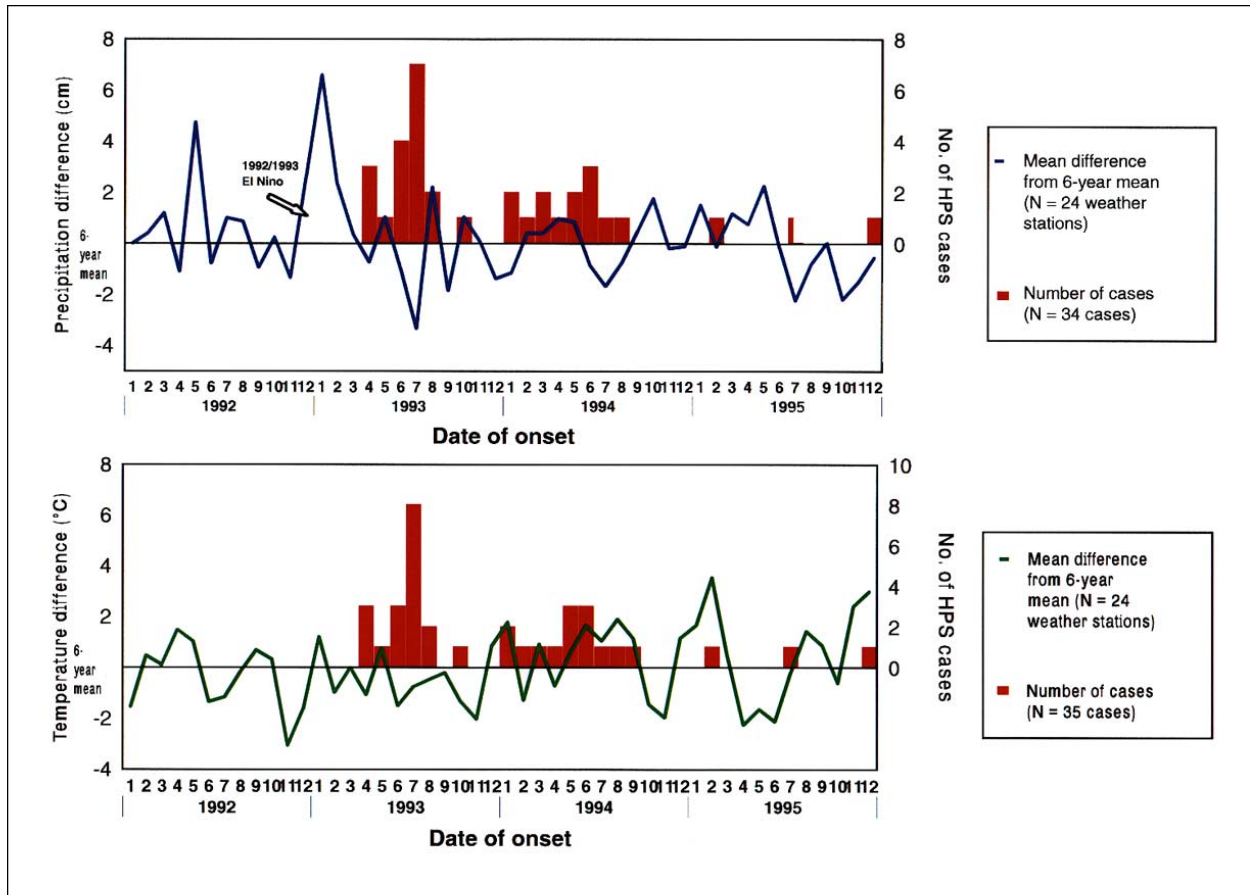 8
6
4
2
6-
year
mean
-2
-4
Precipitation difference (cm)
1992/1993
El Nino
8
6
4
2
0
No. of HPS cases
Mean difference
from 6-year mean
(N = 24 weather
stations)
Number of cases
(N = 34 cases)
1 2 3 4 5 6 7 8 9 10 11 12 1 2 3 4 5 6 7 8 9 10 11 12 1 2 3 4 5 6 7 8 9 10 11 12 1 2 3 4 5 6 7 8 9 10 11 12
1992 1993 1994 1995
Date of onset
8
6
4
2
6-
year
mean
-2
-4
Temperature difference (°C)
10
8
6
4
2
0
No. of HPS cases
Mean difference
from 6-year
mean (N = 24
weather stations)
Number of cases
(N = 35 cases)
1 2 3 4 5 6 7 8 9 10 11 12 1 2 3 4 5 6 7 8 9 10 11 12 1 2 3 4 5 6 7 8 9 10 11 12 1 2 3 4 5 6 7 8 9 10 11 12
1992 1993 1994 1995
Date of onset